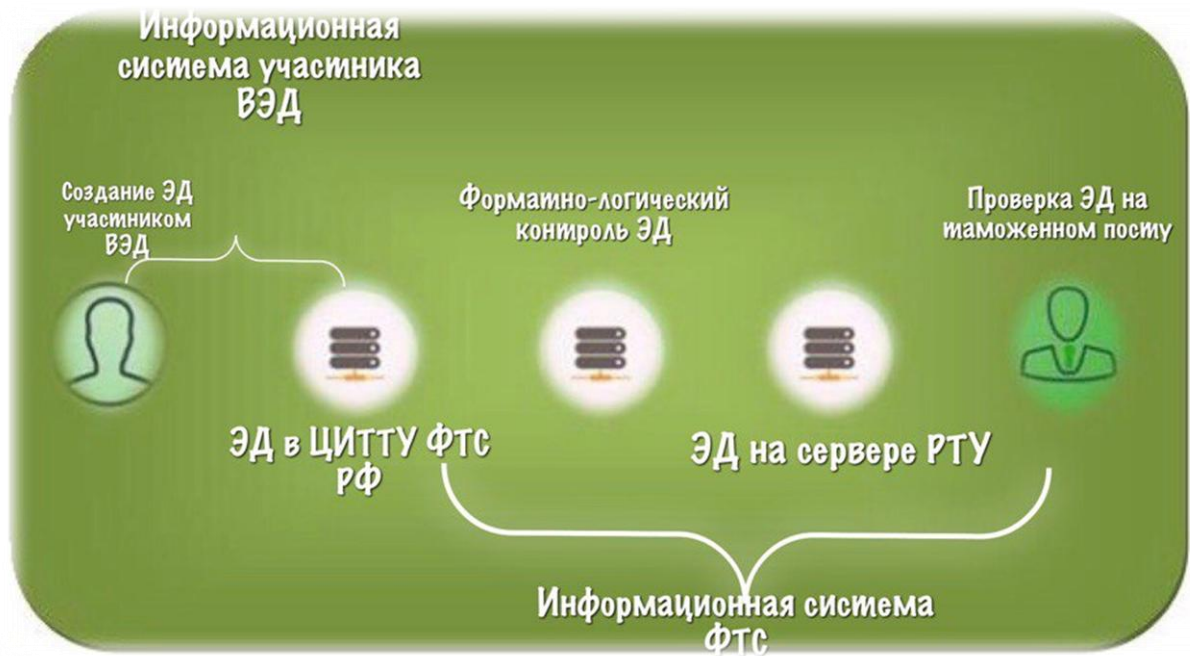 Информационная
система участника
ВЭД
Создание ЭД
участником
ВЭД
Форматно-логический
контроль ЭД
Проверка ЭД на
таможенном посту
ЭД в ЦИТТУ ФТС
РФ
ЭД на сервере РТУ
Информационная система
ФТС